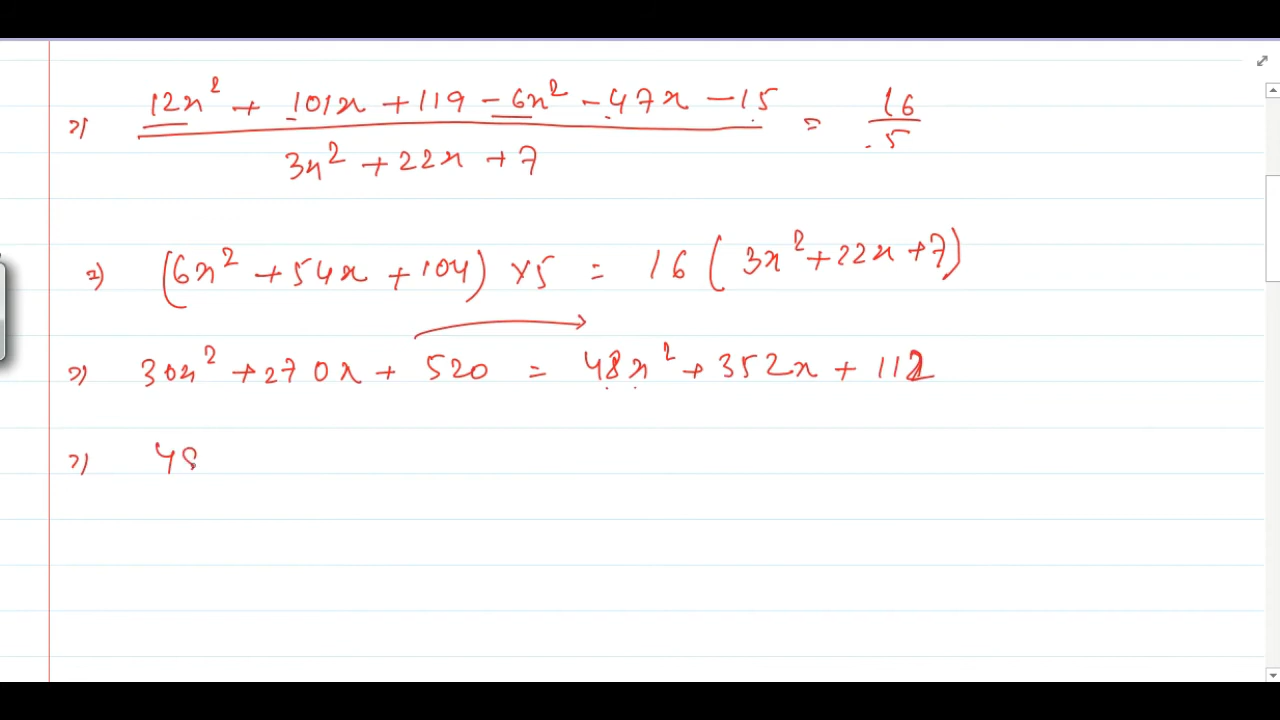 ⇒) 12x² + 101x + 119 − 6x² − 47x − 15 / 3x² + 22x + 7 = 16/5
⇒) (6x² + 54x + 104) × 5 = 16 (3x² + 22x + 7)
⇒) 30x² + 270x + 520 = 48x² + 352x + 112
⇒) 48